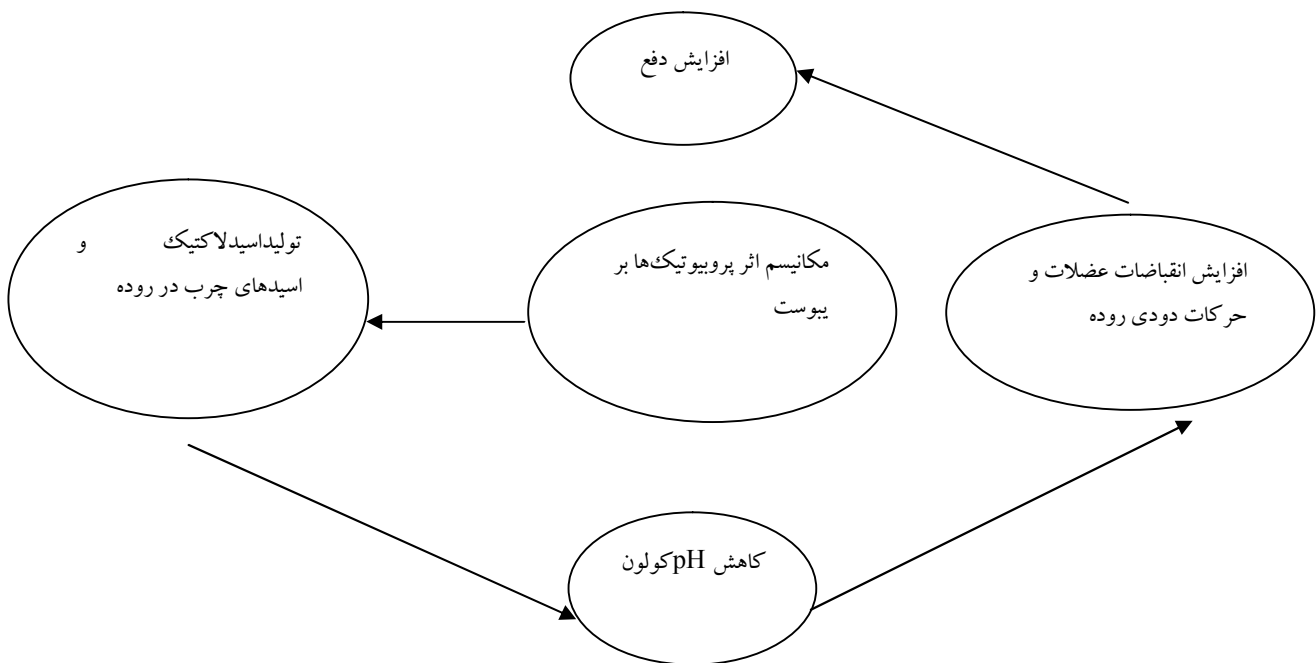 افزایش دفع
تولیداسیدلاکتیک و
اسیدهای چرب در روده
مکانیسم اثر پروبیوتیک‌ها بر
یبوست
افزایش انقباضات عضلات و
حرکات دودی روده
کاهش pHکولون